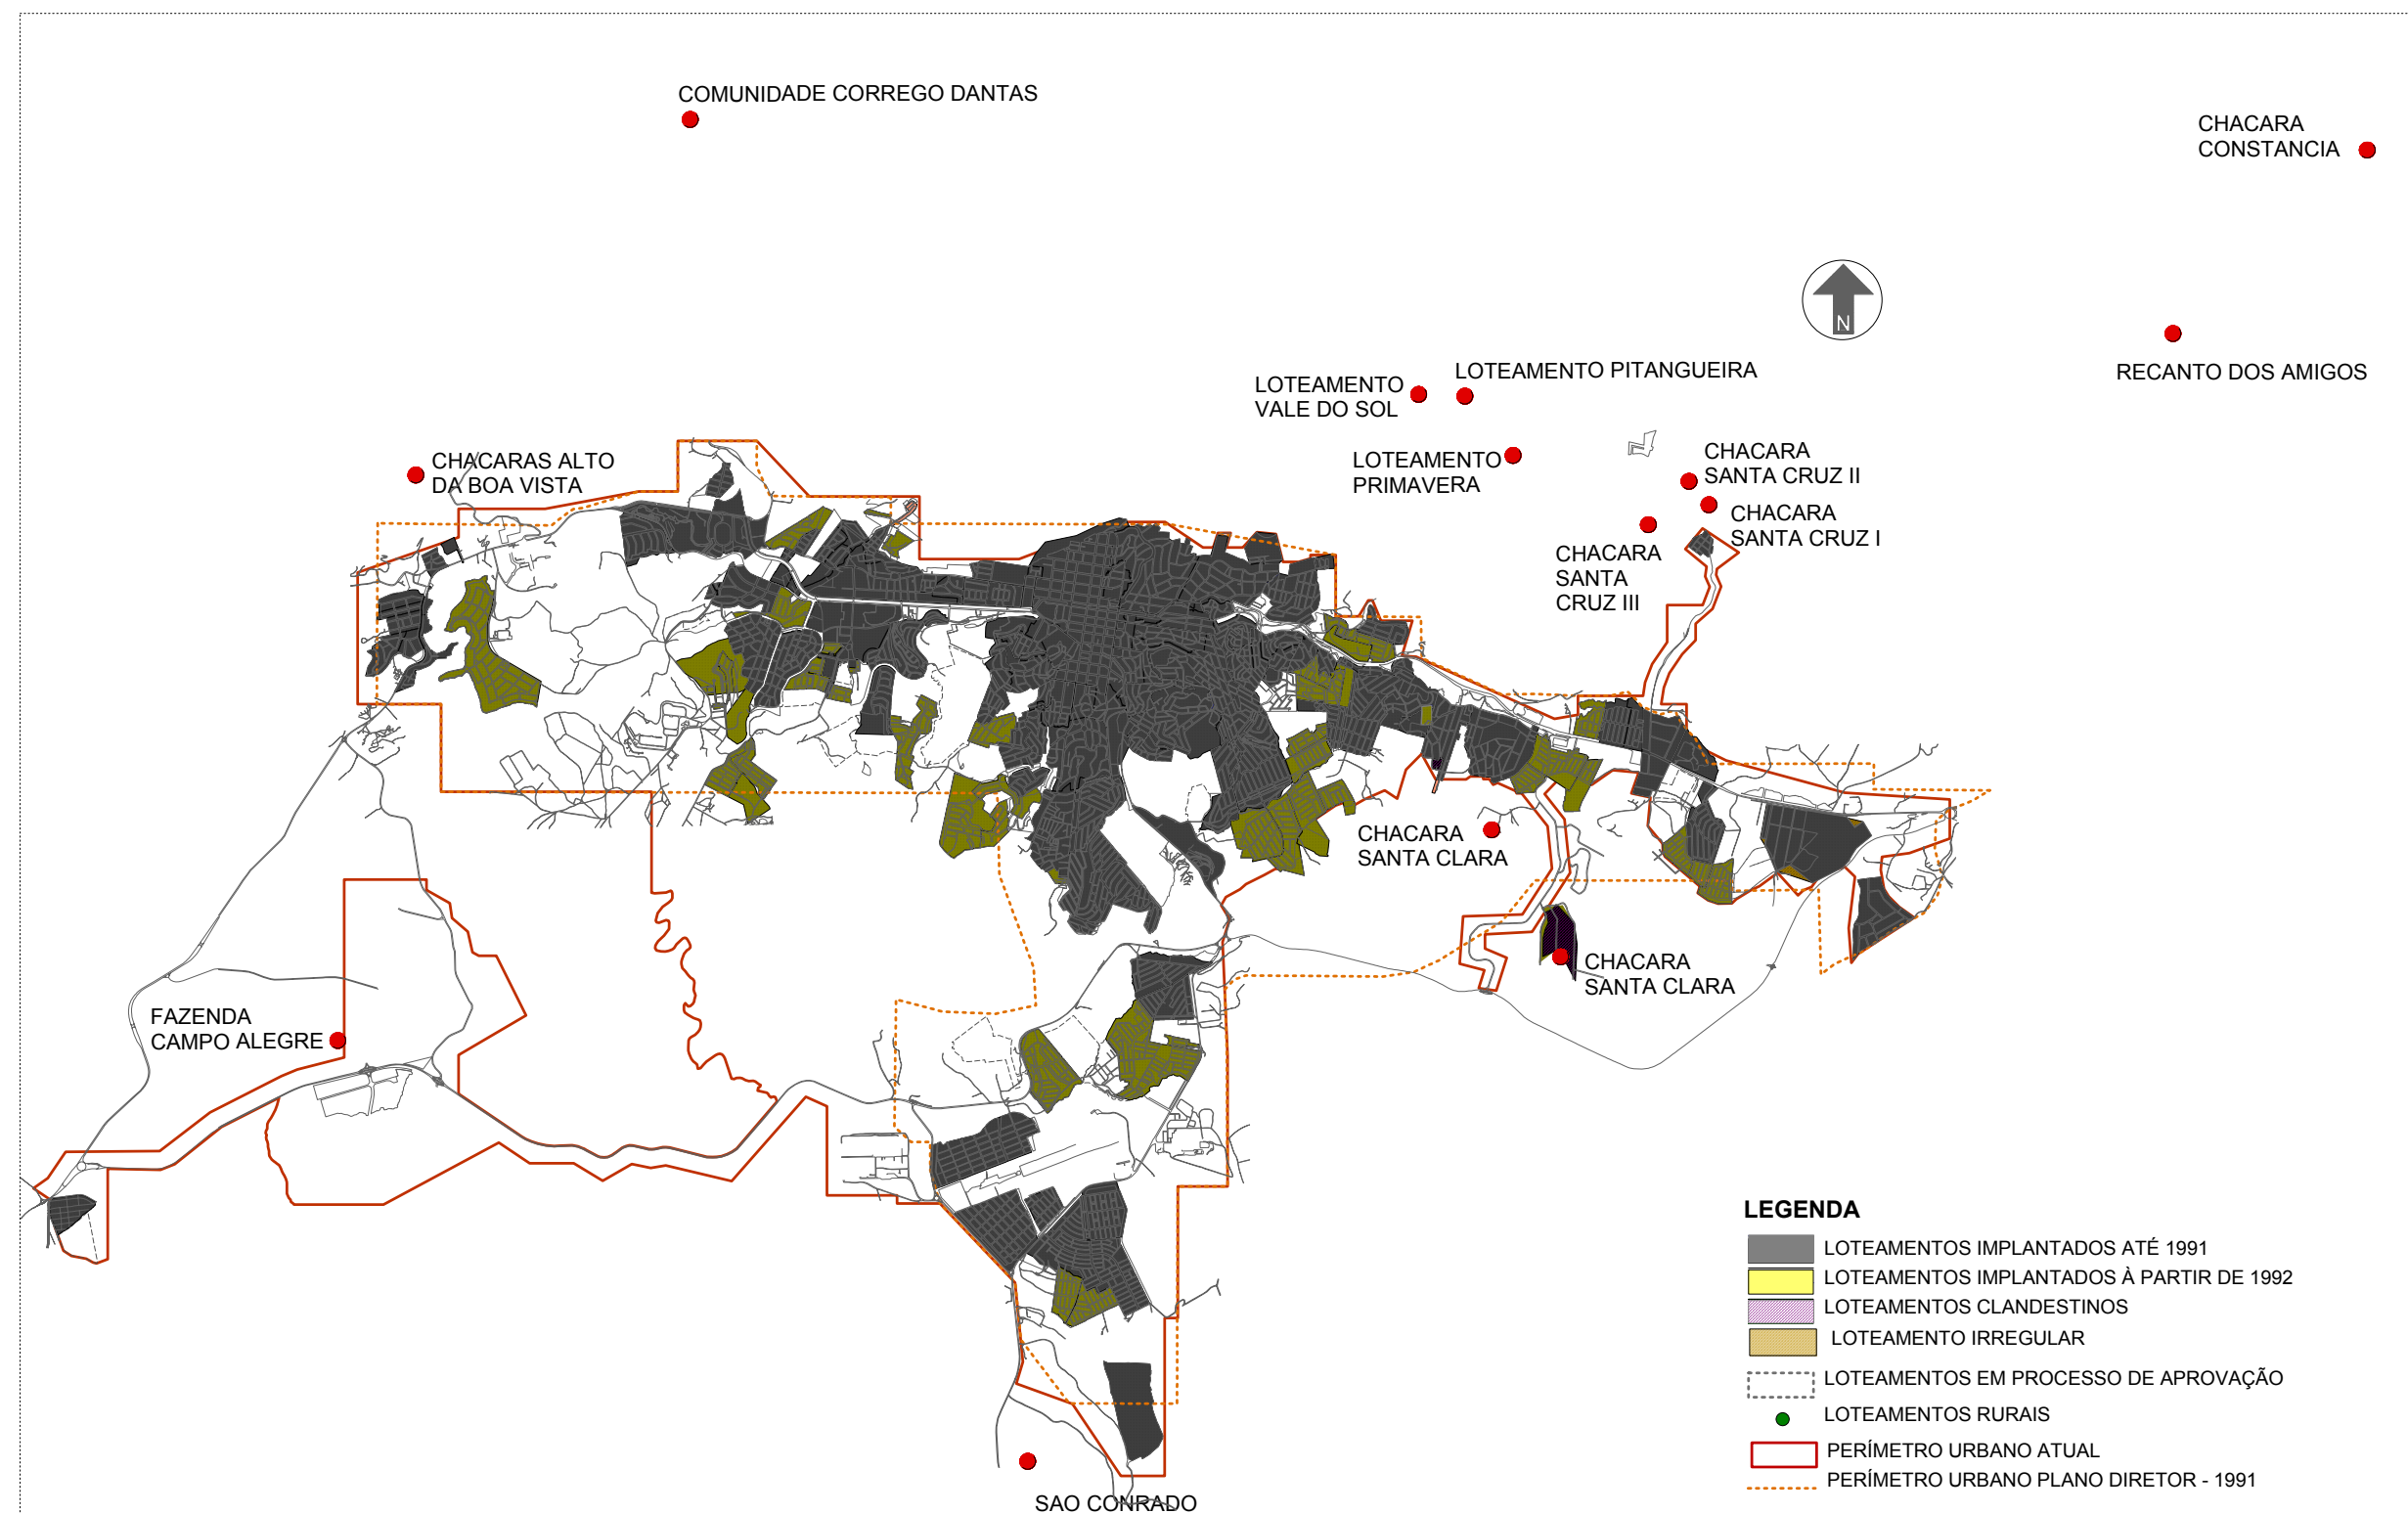 COMUNIDADE CORREGO DANTAS
CHACARA
CONSTANCIA
RECANTO DOS AMIGOS
LOTEAMENTO PITANGUEIRA
LOTEAMENTO
VALE DO SOL
LOTEAMENTO
PRIMAVERA
CHACARA
SANTA CRUZ II
CHACARA
SANTA CRUZ I
CHACARA
SANTA
CRUZ III
CHACARAS ALTO
DA BOA VISTA
N
CHACARA
SANTA CLARA
CHACARA
SANTA CLARA
FAZENDA
CAMPO ALEGRE
SAO CONRADO
LEGENDA
LOTEAMENTOS IMPLANTADOS ATÉ 1991
LOTEAMENTOS IMPLANTADOS À PARTIR DE 1992
LOTEAMENTOS CLANDESTINOS
LOTEAMENTO IRREGULAR
LOTEAMENTOS EM PROCESSO DE APROVAÇÃO
LOTEAMENTOS RURAIS
PERÍMETRO URBANO ATUAL
PERÍMETRO URBANO PLANO DIRETOR - 1991